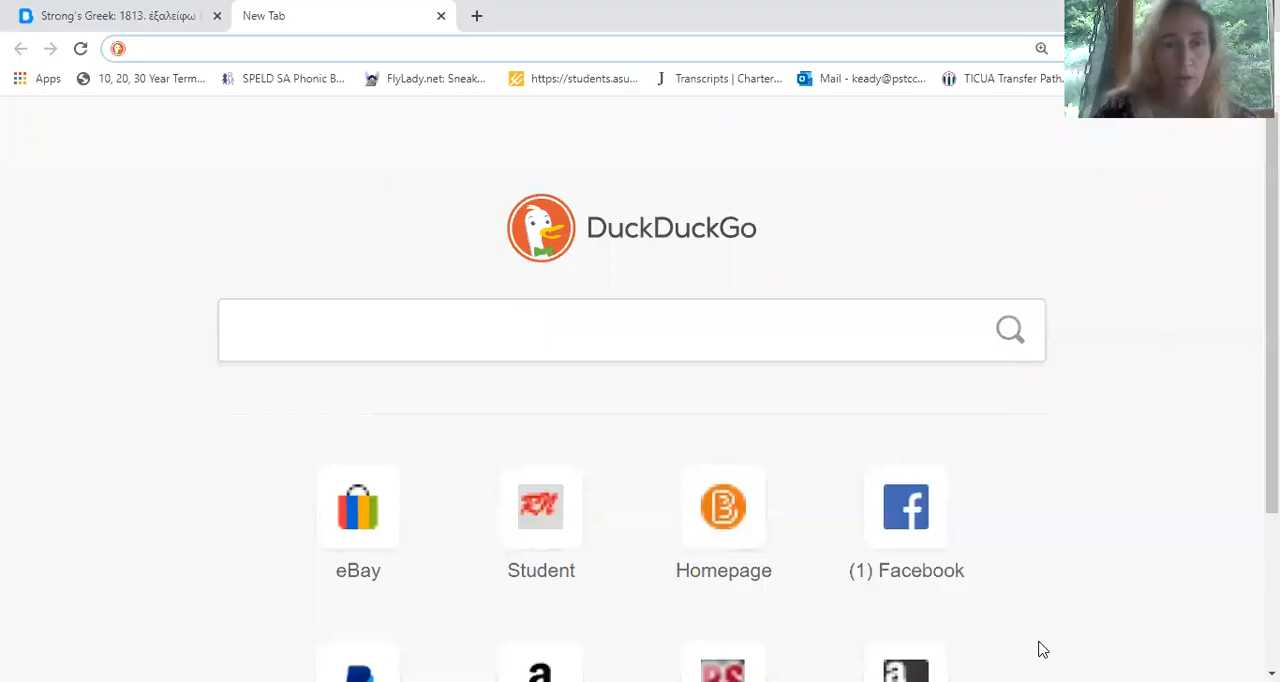 Strong's Greek: 1813. ἐξαλείφω
New Tab
Apps
10, 20, 30 Year Term...
SPELD SA Phonic B...
FlyLady.net: Sneak...
https://students.asu...
Transcripts | Charter...
Mail - keady@pstcc...
TICUA Transfer Path
DuckDuckGo
eBay
Student
Homepage
(1) Facebook